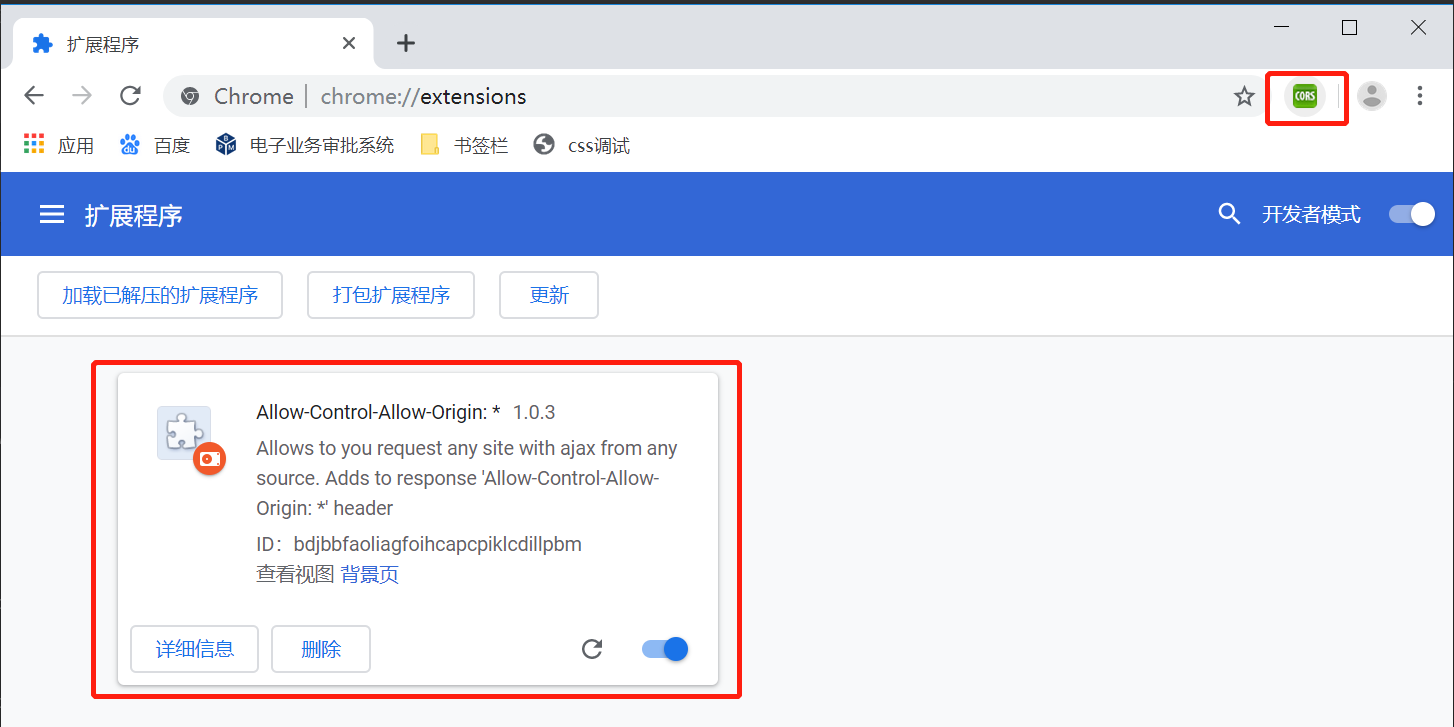 扩展程序
Chrome | chrome://extensions
CORS
应用 百度 电子业务审批系统 书签栏 css调试
扩展程序 开发者模式
加载已解压的扩展程序 打包扩展程序 更新
Allow-Control-Allow-Origin: * 1.0.3
Allows to you request any site with ajax from any
source. Adds to response 'Allow-Control-Allow-
Origin: *' header
ID：bdjbbfaoliagfoihcapcpiklcdillpbm
查看视图 背景页
详细信息 删除